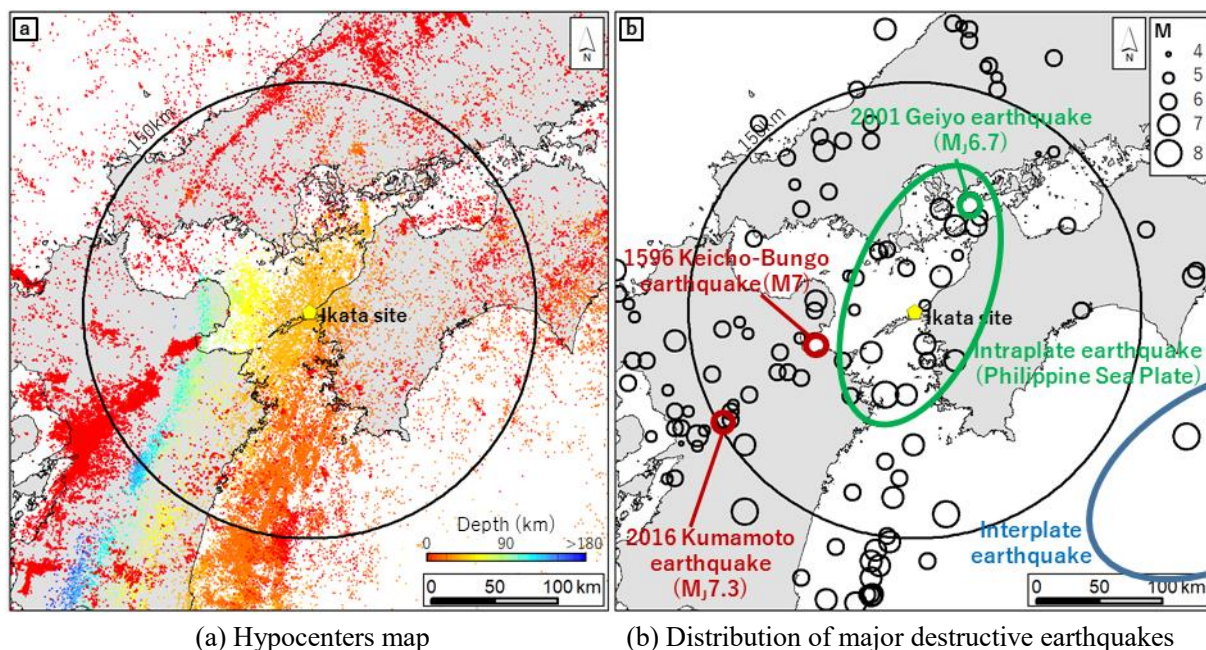 a
N
150km
Ikata site
Depth (km)
0 90 >180
0 50 100 km
(a) Hypocenters map
b
N
M
4
5
6
7
8
150km
2001 Geiyo earthquake
(MJ6.7)
1596 Keicho-Bungo
earthquake(M7)
Ikata site
Intraplate earthquake
(Philippine Sea Plate)
2016 Kumamoto
earthquake
(MJ7.3)
Interplate
earthquake
0 50 100 km
(b) Distribution of major destructive earthquakes